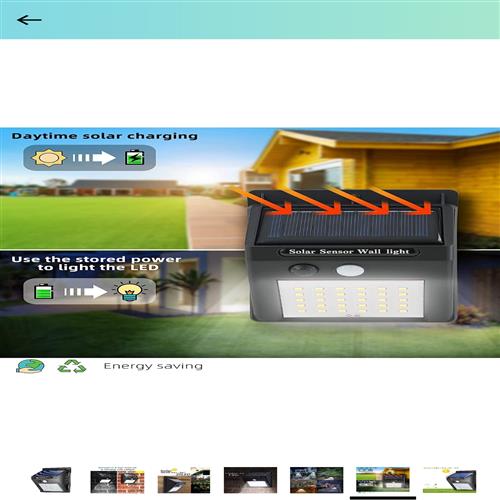 Daytime solar charging
Solar Sensor Wall light
Use the stored power
to light the LED
Energy saving